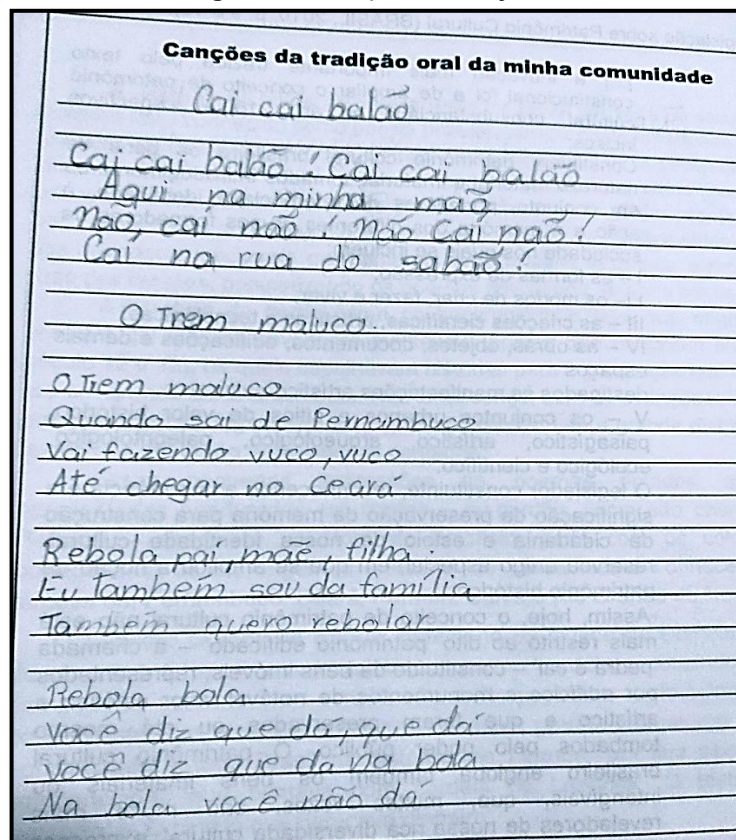 Canções da tradição oral da minha comunidade
Cai cai balão
Cai cai balão! Cai cai balão
Aqui na minha mão,
não, cai não! não cai não
Cai na rua do sabão!
O Trem maluco.
O Trem maluco
Quando sai de Pernambuco
Vai fazendo vuco, vuco
Até chegar no Ceará
Rebola pai, mãe, filha.
Eu também sou da família
Também quero rebolar
Rebola bola
você diz que da, que dá
você diz que da na bola
Na bola você não dá